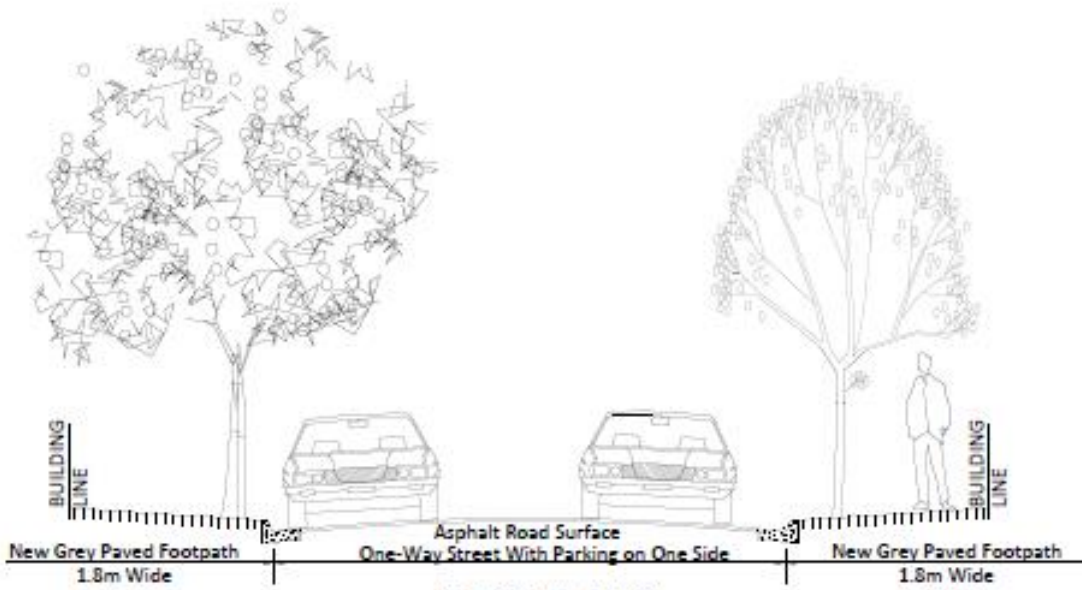 BUILDING
LINE
BUILDING
LINE
Asphalt Road Surface
New Grey Paved Footpath
One-Way Street With Parking on One Side
New Grey Paved Footpath
1.8m Wide
1.8m Wide